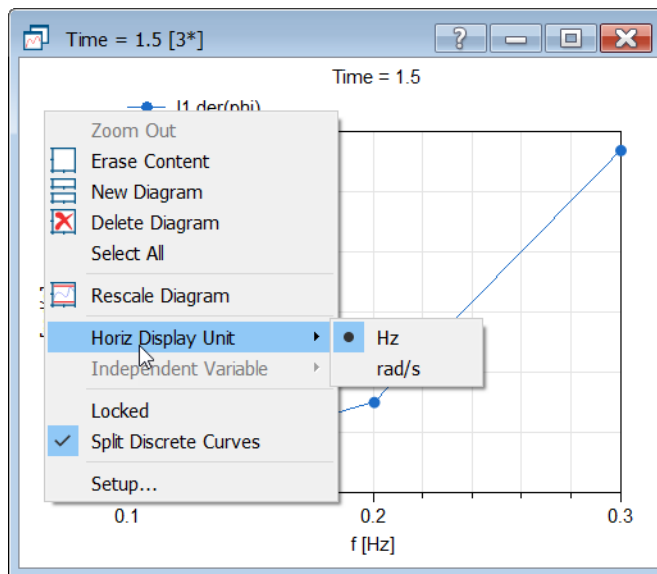 Time = 1.5 [3*]
Time = 1.5
J1.der(phi)
Zoom Out
Erase Content
New Diagram
Delete Diagram
Select All
Rescale Diagram
Horiz Display Unit
Hz
Independent Variable
rad/s
Locked
Split Discrete Curves
Setup...
0.1 0.2 0.3
f [Hz]